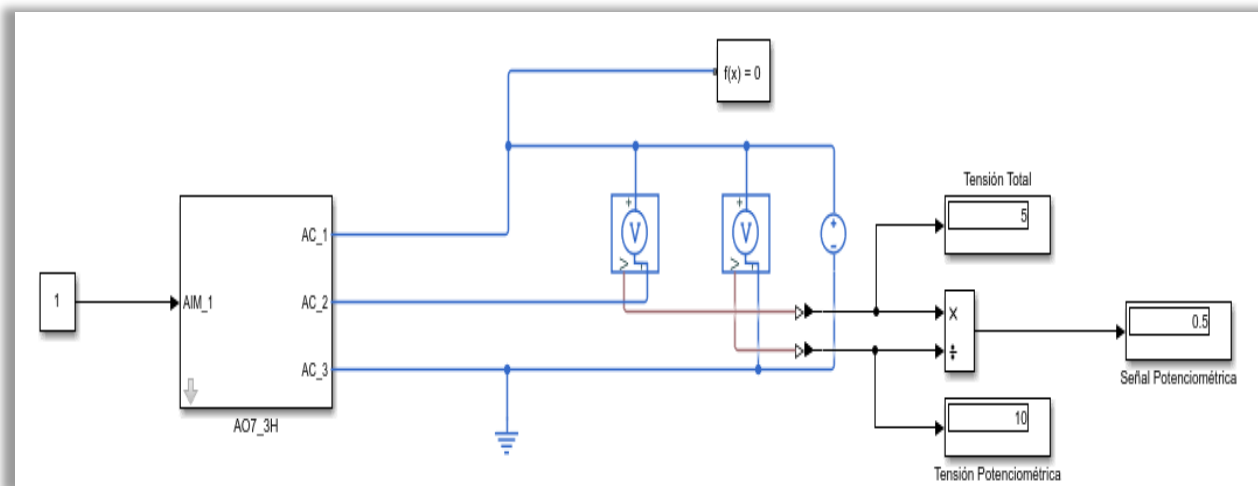 f(x) = 0
Tensión Total
5
AC_1
+
V
+
V
+
-
1
AIM_1
AC_2
×
÷
0.5
Señal Potenciométrica
AC_3
AO7_3H
10
Tensión Potenciométrica